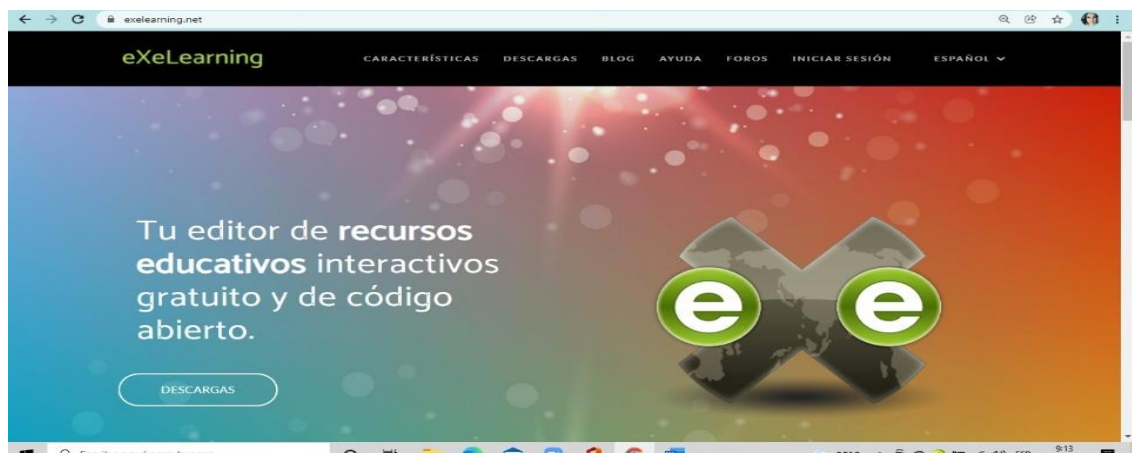 exelearning.net
eXeLearning
CARACTERÍSTICAS DESCARGAS BLOG AYUDA FOROS INICIAR SESIÓN ESPAÑOL
Tu editor de recursos
educativos interactivos
gratuito y de código
abierto.
e e
DESCARGAS
9:13